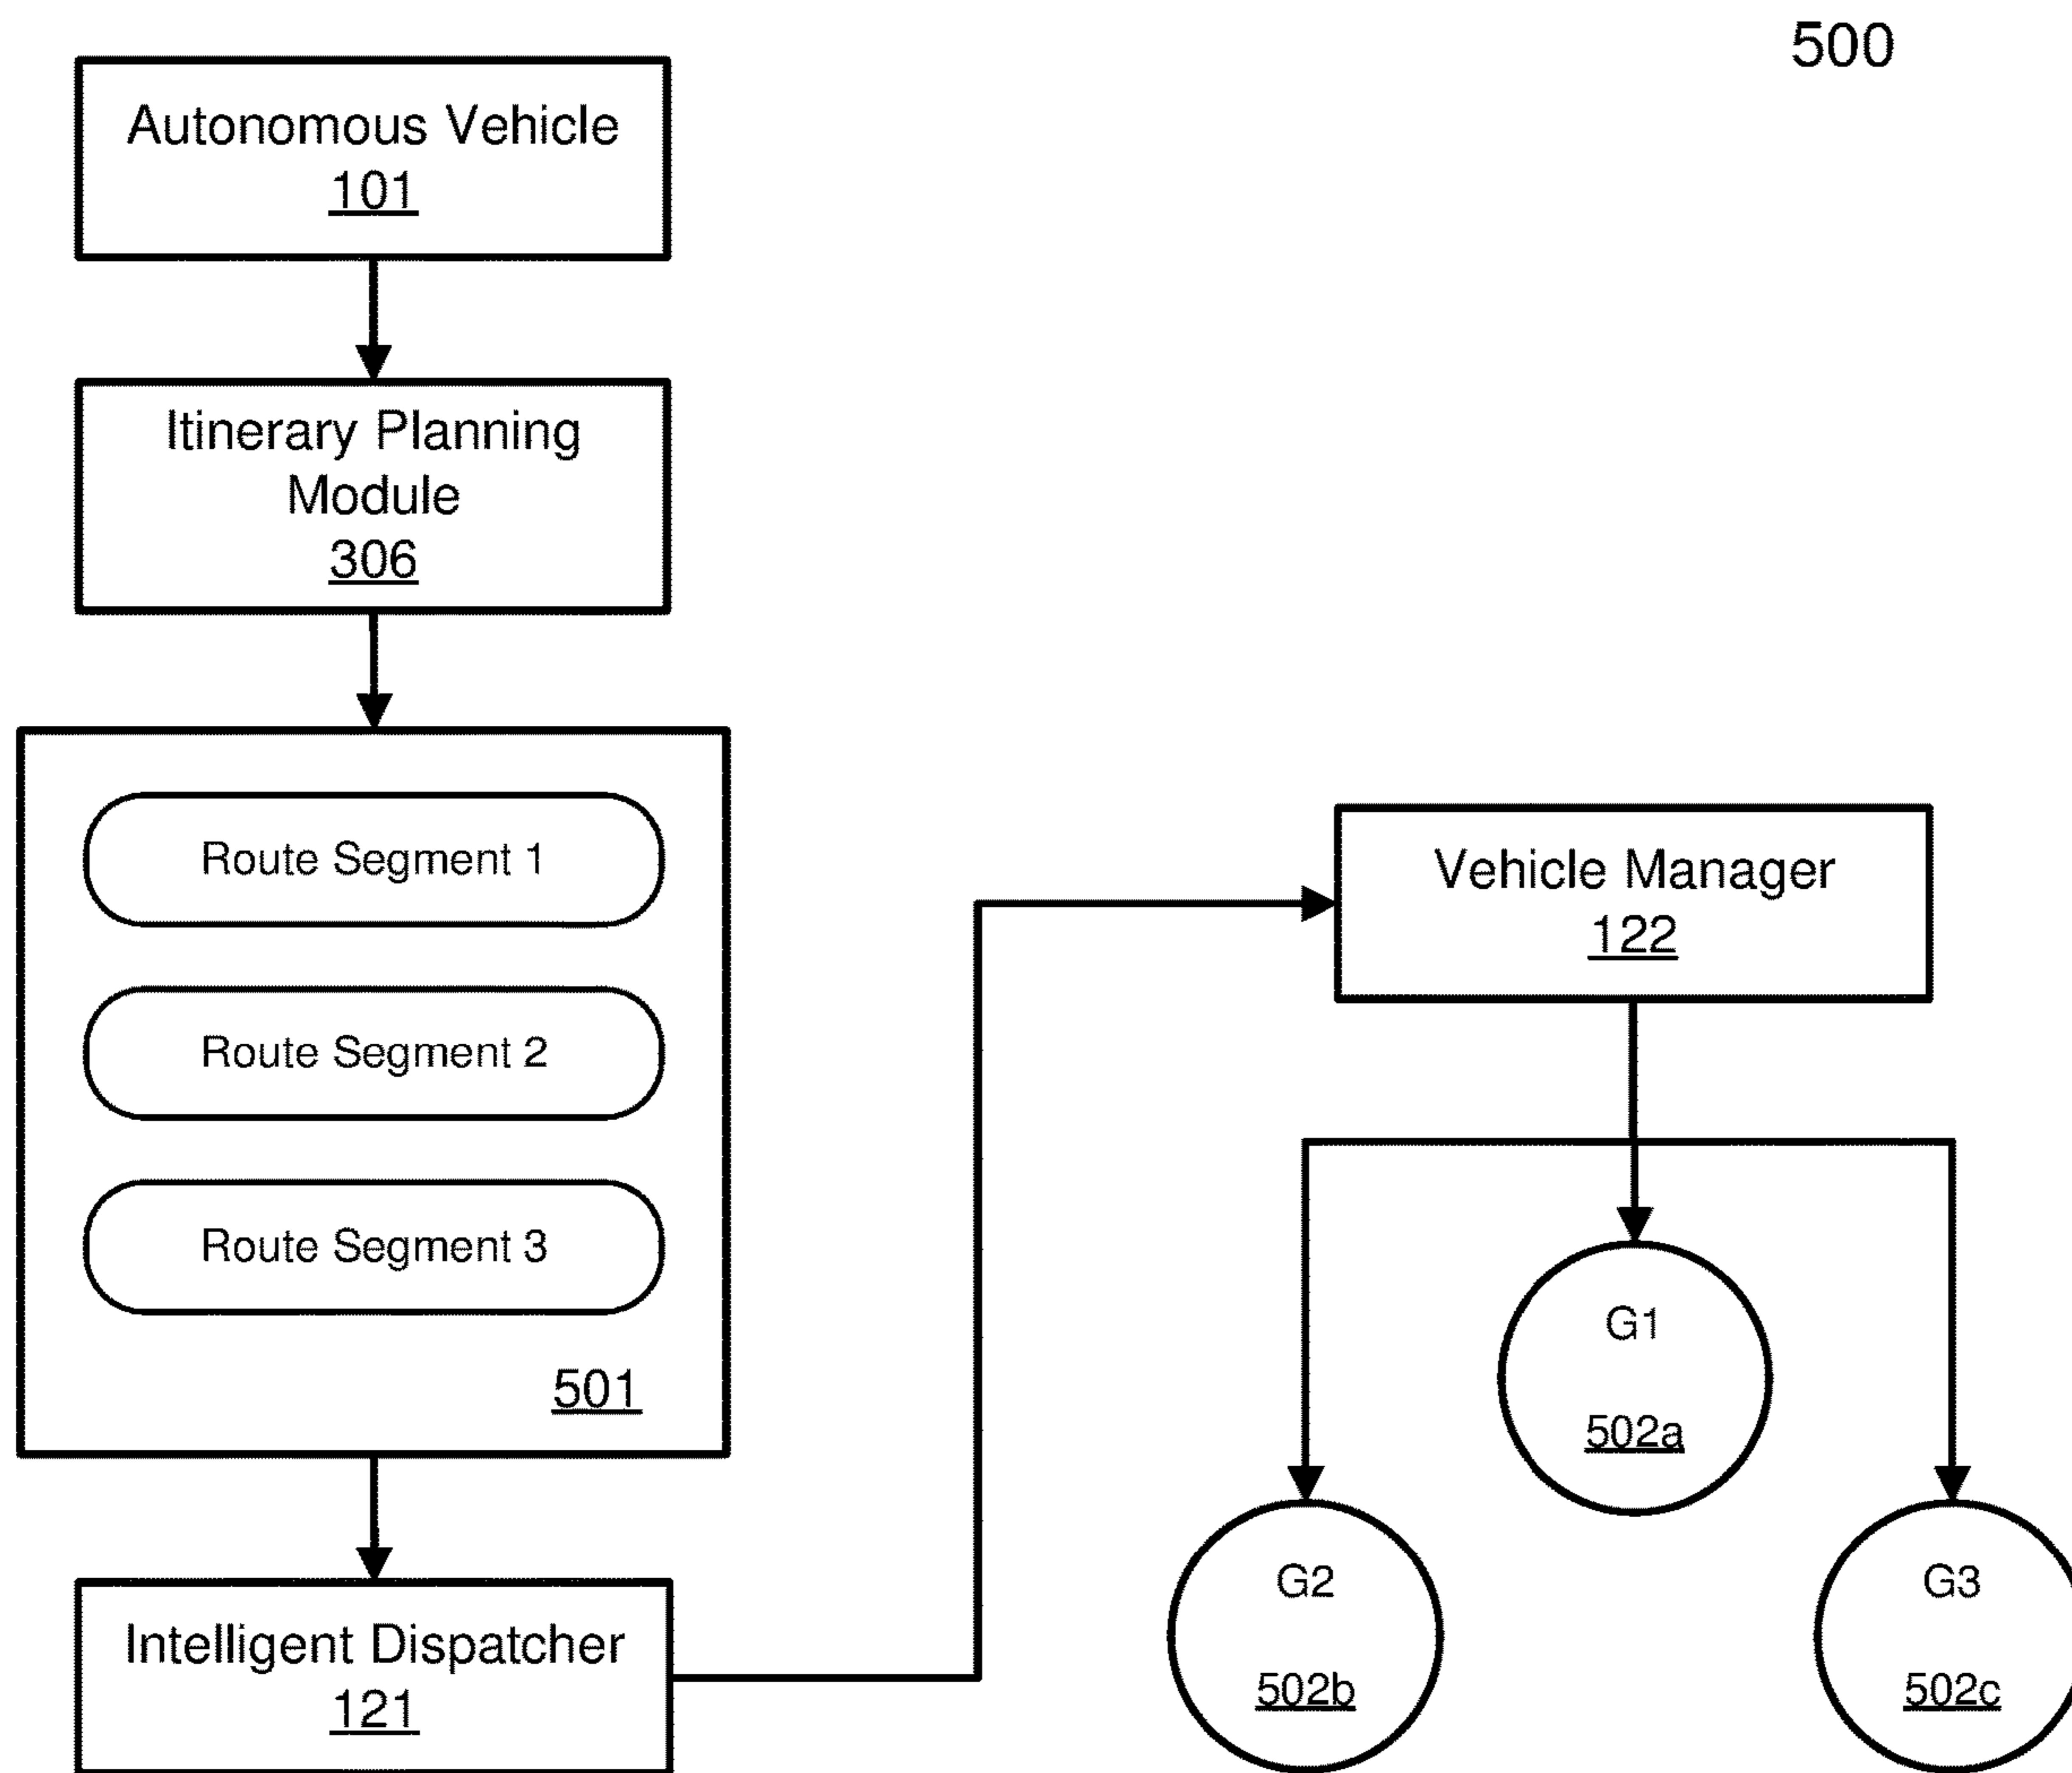 500
Autonomous Vehicle
101
Itinerary Planning
Module
306
Route Segment 1
Route Segment 2
Route Segment 3
501
Intelligent Dispatcher
121
Vehicle Manager
122
G1
502a
G2
502b
G3
502c